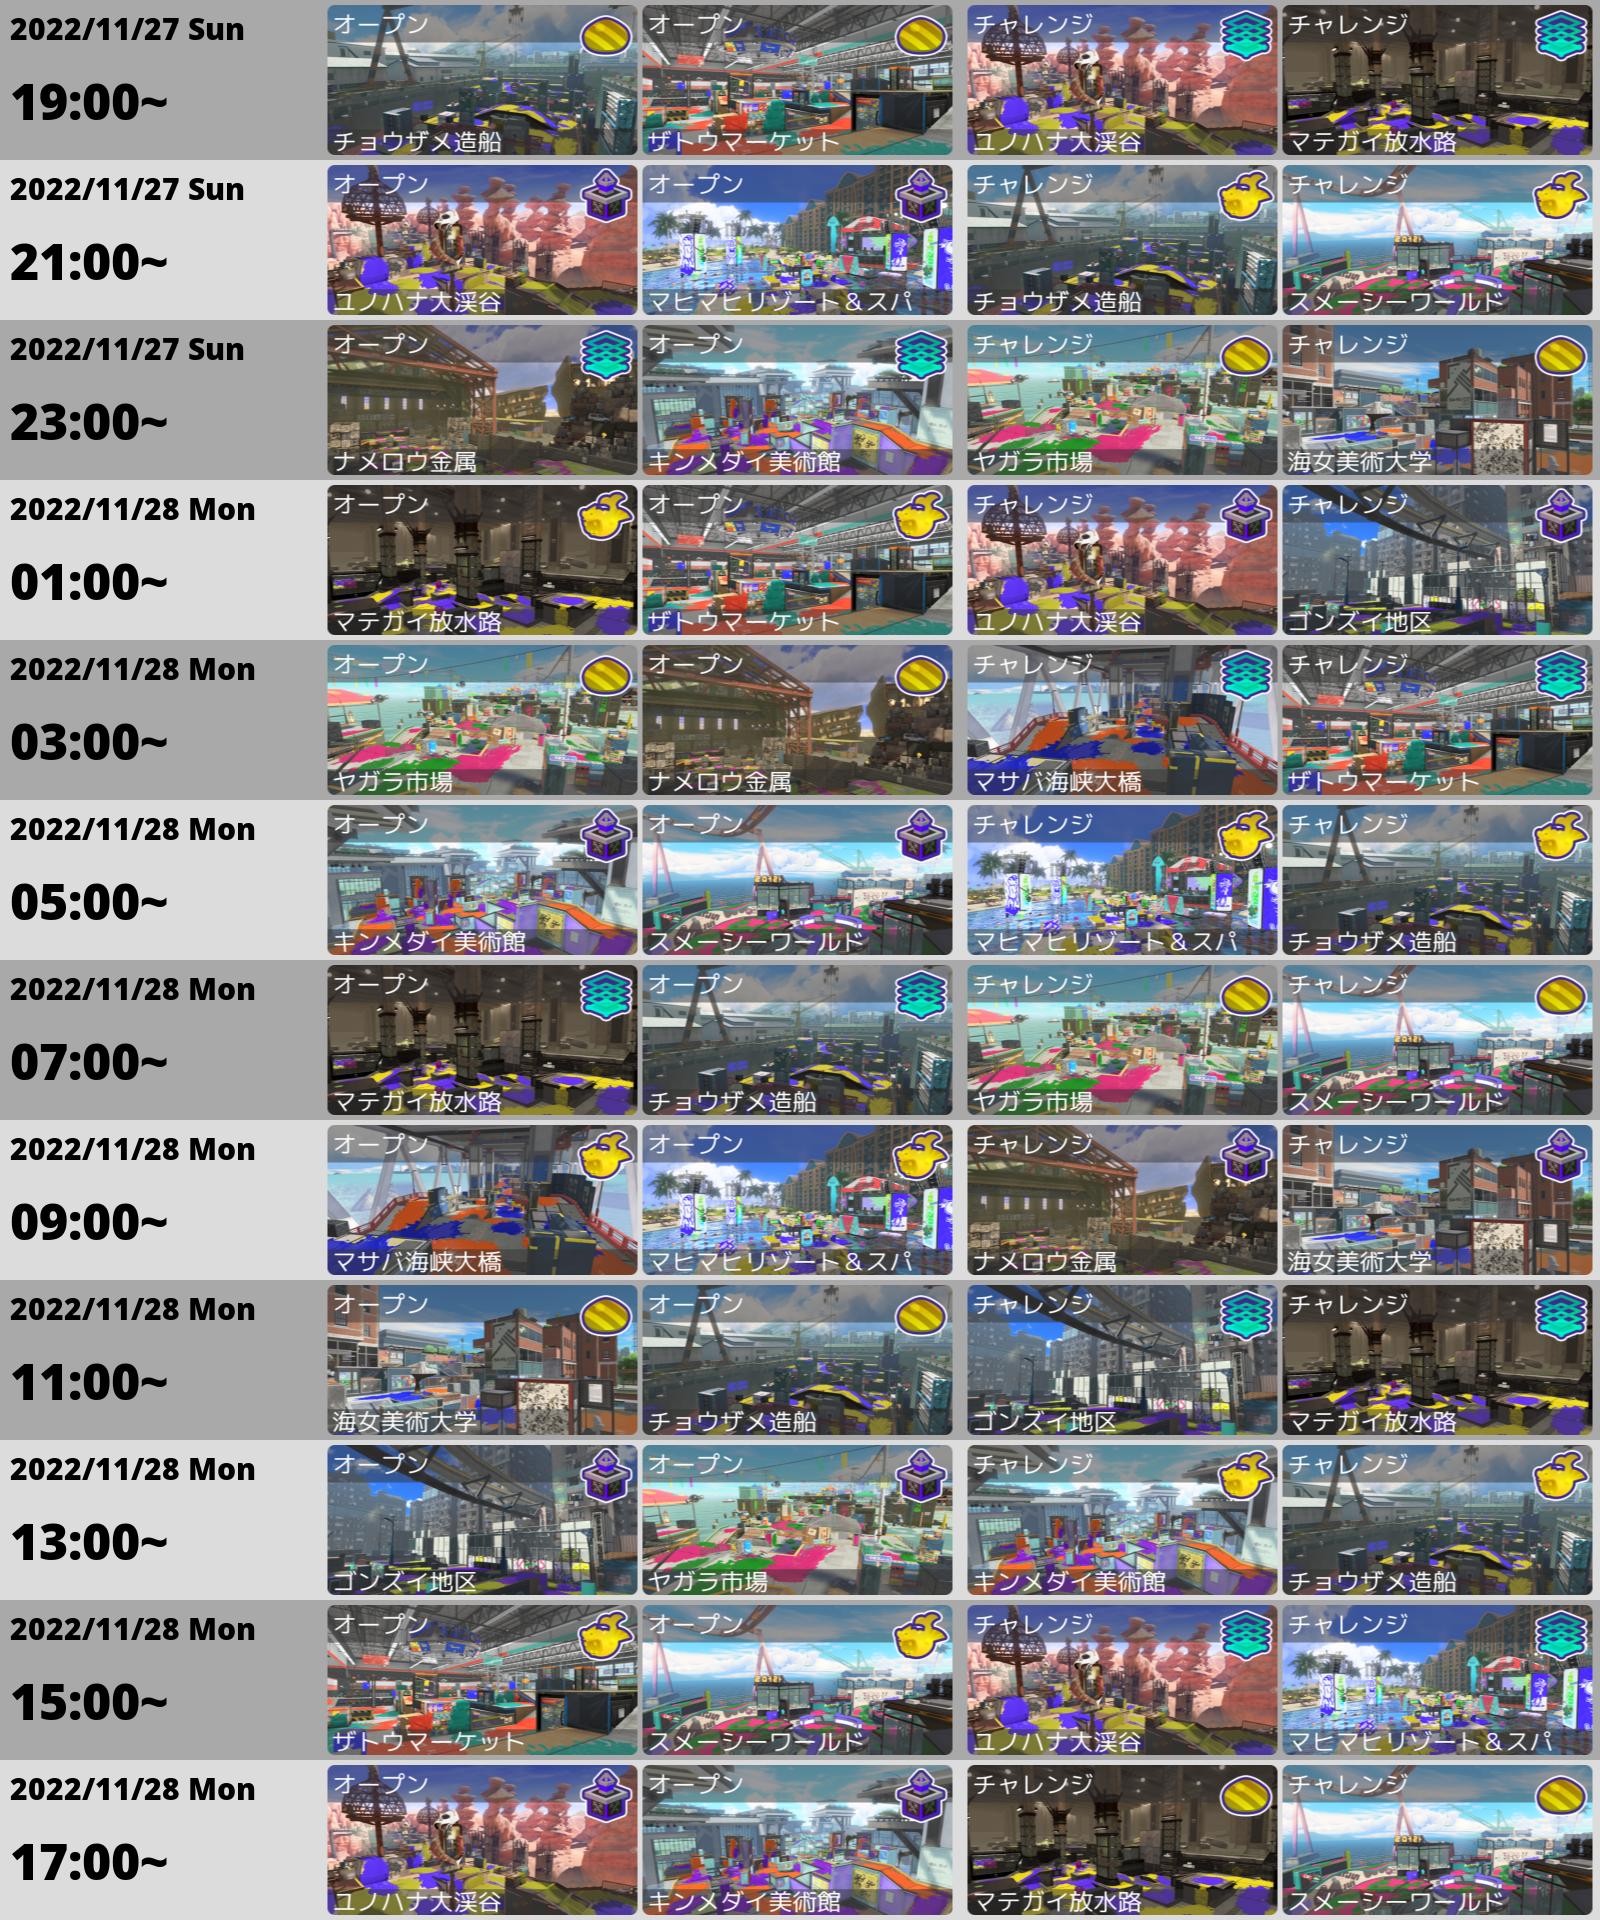 2022/11/27 Sun
19:00~
オープン オープン チャレンジ チャレンジ
チョウザメ造船 ザトウマーケット ユノハナ大渓谷 マテガイ放水路
2022/11/27 Sun
21:00~
オープン オープン チャレンジ チャレンジ
ユノハナ大渓谷 マヒマヒリゾート&スパ チョウザメ造船 スメーシーワールド
2022/11/27 Sun
23:00~
オープン オープン チャレンジ チャレンジ
ナメロウ金属 キンメダイ美術館 ヤガラ市場 海女美術大学
2022/11/28 Mon
01:00~
オープン オープン チャレンジ チャレンジ
マテガイ放水路 ザトウマーケット ユノハナ大渓谷 ゴンズイ地区
2022/11/28 Mon
03:00~
オープン オープン チャレンジ チャレンジ
ヤガラ市場 ナメロウ金属 マサバ海峡大橋 ザトウマーケット
2022/11/28 Mon
05:00~
オープン オープン チャレンジ チャレンジ
キンメダイ美術館 スメーシーワールド マヒマヒリゾート&スパ チョウザメ造船
2022/11/28 Mon
07:00~
オープン オープン チャレンジ チャレンジ
マテガイ放水路 チョウザメ造船 ヤガラ市場 スメーシーワールド
2022/11/28 Mon
09:00~
オープン オープン チャレンジ チャレンジ
マサバ海峡大橋 マヒマヒリゾート&スパ ナメロウ金属 海女美術大学
2022/11/28 Mon
11:00~
オープン オープン チャレンジ チャレンジ
海女美術大学 チョウザメ造船 ゴンズイ地区 マテガイ放水路
2022/11/28 Mon
13:00~
オープン オープン チャレンジ チャレンジ
ゴンズイ地区 ヤガラ市場 キンメダイ美術館 チョウザメ造船
2022/11/28 Mon
15:00~
オープン オープン チャレンジ チャレンジ
ザトウマーケット スメーシーワールド ユノハナ大渓谷 マヒマヒリゾート&スパ
2022/11/28 Mon
17:00~
オープン オープン チャレンジ チャレンジ
ユノハナ大渓谷 キンメダイ美術館 マテガイ放水路 スメーシーワールド